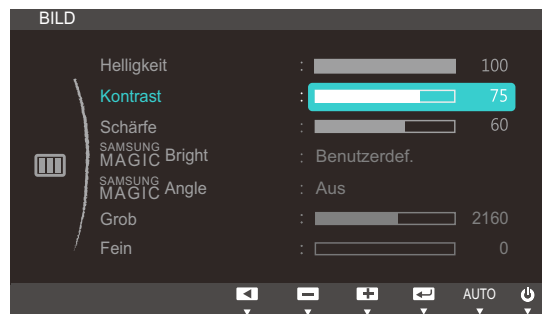 BILD
Helligkeit : 100
Kontrast : 75
Schärfe : 60
SAMSUNG MAGIC Bright : Benutzerdef.
SAMSUNG MAGIC Angle : Aus
Grob : 2160
Fein : 0
AUTO